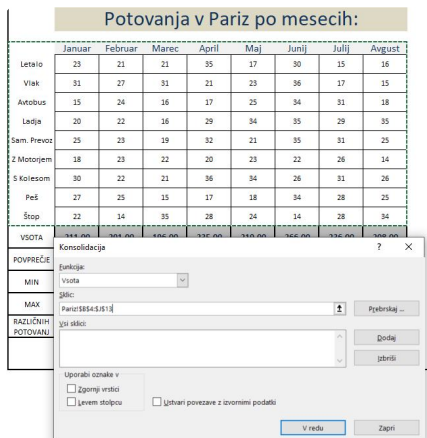 Potovanja v Pariz po mesecih:
Januar Februar Marec April Maj Junij Julij Avgust
Letalo 23 21 21 35 17 30 15 16
Vlak 31 27 31 21 23 36 17 15
Avtobus 15 24 16 17 25 34 31 18
Ladja 20 22 16 29 34 35 29 35
Sam. Prevoz 25 23 19 32 21 35 31 25
Z Motorjem 18 23 22 20 23 22 26 14
S Kolesom 30 22 21 36 34 26 31 26
Peš 27 25 15 17 18 34 28 25
Štop 22 14 35 28 24 14 28 34
VSOTA
Konsolidacija ? ×
POVPREČJE
Funkcija:
MIN
Vsota
Sklic:
MAX
Pariz!$B$4:$J$13
Prebrskaj ...
RAZLIČNIH
POTOVANJ
Vsi sklici:
Dodaj
Izbriši
Uporabi oznake v
Zgornji vrstici
Levem stolpcu
Ustvari povezave z izvornimi podatki
V redu
Zapri